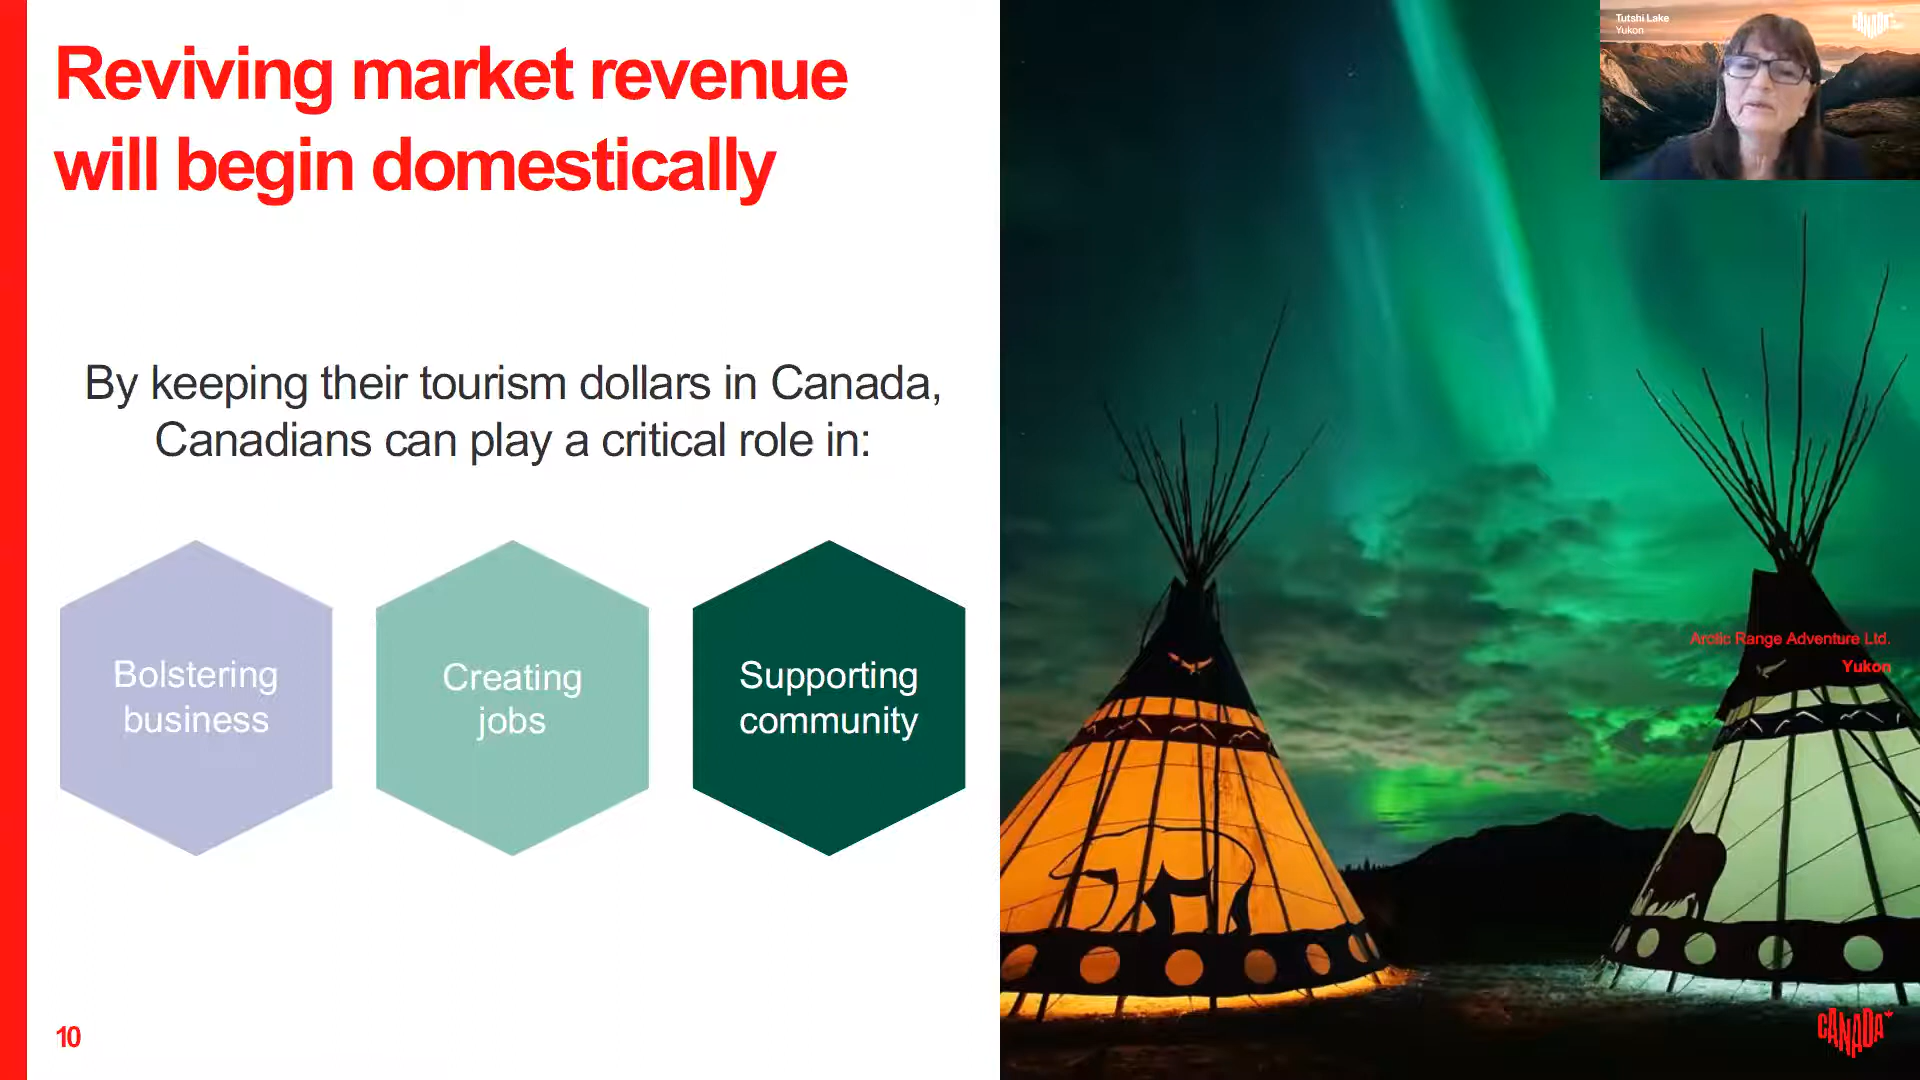 Reviving market revenue
will begin domestically
By keeping their tourism dollars in Canada,
Canadians can play a critical role in:
Bolstering
business
Creating
jobs
Supporting
community
10
Tutshi Lake
Yukon
CANADA
Arctic Range Adventure Ltd.
Yukon
CANADA